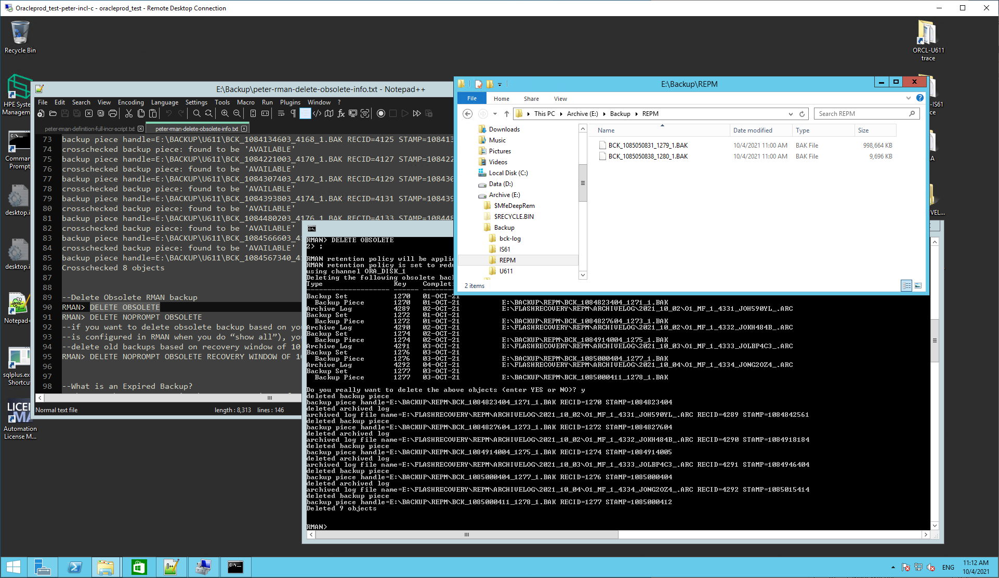 Oracleprod_test-peter-incl-c - oracleprod_test - Remote Desktop Connection
Recycle Bin
HPE Syste
Managem
Comman
Prompt
desktop.i
desktop.i
Notepad+
sqlplus.ex
Shortcu
LICEN
MA
Automation
License M...
ORCL-U611
trace
-IS61
ce
VEL...
E:\Backup\peter-rman-delete-obsolete-info.txt - Notepad++
File Edit Search View Encoding Language Settings Tools Macro Run Plugins Window ?
peter-rman-definition-full-incr-script.txt peter-rman-delete-obsolete-info.txt
73 backup piece handle=E:\BACKUP\U611\BCK_1084134603_4168_1.BAK RECID=4125 STAMP=108413
74 crosschecked backup piece: found to be 'AVAILABLE'
75 backup piece handle=E:\BACKUP\U611\BCK_1084221003_4170_1.BAK RECID=4127 STAMP=108422
76 crosschecked backup piece: found to be 'AVAILABLE'
77 backup piece handle=E:\BACKUP\U611\BCK_1084307403_4172_1.BAK RECID=4129 STAMP=108430
78 crosschecked backup piece: found to be 'AVAILABLE'
79 backup piece handle=E:\BACKUP\U611\BCK_1084393803_4174_1.BAK RECID=4131 STAMP=108439
80 crosschecked backup piece: found to be 'AVAILABLE'
81 backup piece handle=E:\BACKUP\U611\BCK_1084480203_4176_1.BAK RECID=4133 STAMP=108448
82 crosschecked backup piece: found to be 'AVAILABLE'
83 backup piece handle=E:\BACKUP\U611\BCK_1084566603_4
84 crosschecked backup piece: found to be 'AVAILABLE'
85 backup piece handle=E:\BACKUP\U611\BCK_1084567340_4
86 Crosschecked 8 objects
87
88
89 --Delete Obsolete RMAN backup
90 RMAN> DELETE OBSOLETE
91 RMAN> DELETE NOPROMPT OBSOLETE
92 --if you want to delete obsolete backup based on you
93 --is configured in RMAN when you do “show all”), you
94 --delete old backups based on recovery window of 10
95 RMAN> DELETE NOPROMPT OBSOLETE RECOVERY WINDOW OF 10
96
97
98 --What is an Expired Backup?
Normal text file length : 8,313 lines : 146
E:\Backup\REPM
File Home Share View
This PC Archive (E:) Backup REPM
Search REPM
Downloads
Music
Pictures
Videos
Local Disk (C:)
Data (D:)
Archive (E:)
$MfeDeepRem
$RECYCLE.BIN
Backup
bck-log
IS61
REPM
U611
Name Date modified Type Size
BCK_1085050831_1279_1.BAK 10/4/2021 11:00 AM BAK File 998,664 KB
BCK_1085050838_1280_1.BAK 10/4/2021 11:00 AM BAK File 9,696 KB
2 items
RMAN> DELETE OBSOLETE
2> ;
RMAN retention policy will be applie
RMAN retention policy is set to redu
using channel ORA_DISK_1
Deleting the following obsolete bac
Type Key Completi
-------------------- ------ ------
Backup Set 1270 01-OCT-21
Backup Piece 1270 01-OCT-21 E:\BACKUP\REPM\BCK_1084823404_1271_1.BAK
Archive Log 4289 02-OCT-21 E:\FLASHRECOVERY\REPM\ARCHIVELOG\2021_10_02\O1_MF_1_4331_JOH590YL_.ARC
Backup Set 1272 01-OCT-21
Backup Piece 1272 01-OCT-21 E:\BACKUP\REPM\BCK_1084827604_1273_1.BAK
Archive Log 4290 02-OCT-21 E:\FLASHRECOVERY\REPM\ARCHIVELOG\2021_10_02\O1_MF_1_4332_JOKH484B_.ARC
Backup Set 1274 02-OCT-21
Backup Piece 1274 02-OCT-21 E:\BACKUP\REPM\BCK_1084914004_1275_1.BAK
Archive Log 4291 03-OCT-21 E:\FLASHRECOVERY\REPM\ARCHIVELOG\2021_10_03\O1_MF_1_4333_JOLBP4C3_.ARC
Backup Set 1276 03-OCT-21
Backup Piece 1276 03-OCT-21 E:\BACKUP\REPM\BCK_1085000404_1277_1.BAK
Archive Log 4292 04-OCT-21 E:\FLASHRECOVERY\REPM\ARCHIVELOG\2021_10_04\O1_MF_1_4334_JONG2OZ4_.ARC
Backup Set 1277 03-OCT-21
Backup Piece 1277 03-OCT-21 E:\BACKUP\REPM\BCK_1085000411_1278_1.BAK
Do you really want to delete the above objects (enter YES or NO)? y
deleted backup piece
backup piece handle=E:\BACKUP\REPM\BCK_1084823404_1271_1.BAK RECID=1270 STAMP=1084823404
deleted archived log
archived log file name=E:\FLASHRECOVERY\REPM\ARCHIVELOG\2021_10_02\O1_MF_1_4331_JOH590YL_.ARC RECID=4289 STAMP=1084842561
deleted backup piece
backup piece handle=E:\BACKUP\REPM\BCK_1084827604_1273_1.BAK RECID=1272 STAMP=1084827604
deleted archived log
archived log file name=E:\FLASHRECOVERY\REPM\ARCHIVELOG\2021_10_02\O1_MF_1_4332_JOKH484B_.ARC RECID=4290 STAMP=1084918184
deleted backup piece
backup piece handle=E:\BACKUP\REPM\BCK_1084914004_1275_1.BAK RECID=1274 STAMP=1084914005
deleted archived log
archived log file name=E:\FLASHRECOVERY\REPM\ARCHIVELOG\2021_10_03\O1_MF_1_4333_JOLBP4C3_.ARC RECID=4291 STAMP=1084946404
deleted backup piece
backup piece handle=E:\BACKUP\REPM\BCK_1085000404_1277_1.BAK RECID=1276 STAMP=1085000404
deleted archived log
archived log file name=E:\FLASHRECOVERY\REPM\ARCHIVELOG\2021_10_04\O1_MF_1_4334_JONG2OZ4_.ARC RECID=4292 STAMP=1085015414
deleted backup piece
backup piece handle=E:\BACKUP\REPM\BCK_1085000411_1278_1.BAK RECID=1277 STAMP=1085000412
Deleted 9 objects
RMAN>
ENG
11:12 AM
10/4/2021